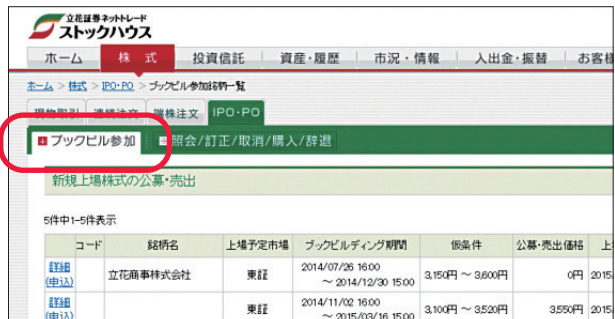 立花証券ネットトレード
ストックハウス
ホーム 株 式 投資信託 資産・履歴 市況・情報 入出金・振替 お客様
ホーム > 株式 > IPO・PO > ブックビル参加銘柄一覧
現物取引 連続注文 端株注文 IPO・PO
ブックビル参加 照会/訂正/取消/購入/辞退
新規上場株式の公募・売出
5件中1-5件表示
コード 銘柄名 上場予定市場 ブックビルディング期間 仮条件 公募・売出価格 上
詳細 (申込) 立花商事株式会社 東証 2014/07/26 16:00 ～ 2014/12/30 15:00 3,150円 ～ 3,600円 0円 2015.
詳細 (申込) 東証 2014/11/02 16:00 ～ 2015/03/16 15:00 3,100円 ～ 3,520円 3,550円 2015.